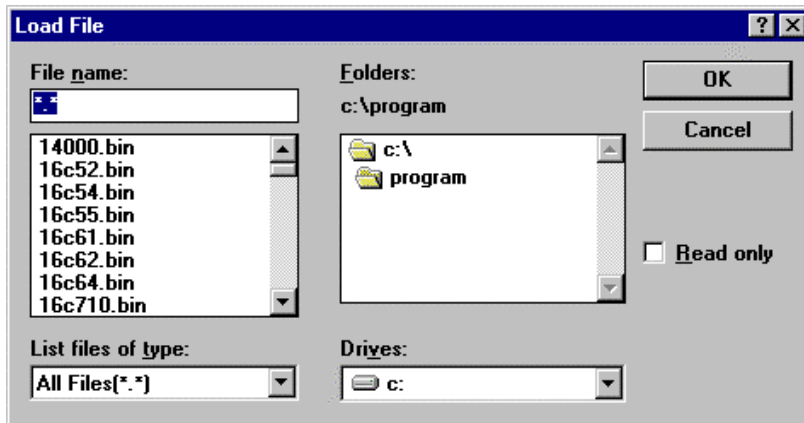 Load File
File name:
*.*
14000.bin
16c52.bin
16c54.bin
16c55.bin
16c61.bin
16c62.bin
16c64.bin
16c710.bin
List files of type:
All Files(*.*)
Folders:
c:\program
c:\
program
Drives:
c:
OK
Cancel
Read only